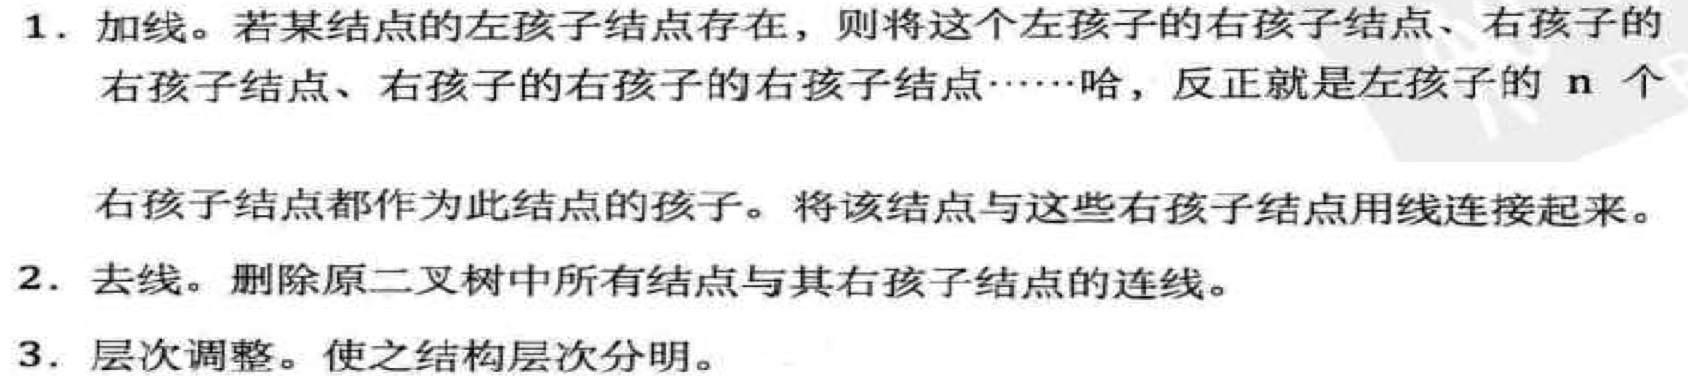 1. 加线。若某结点的左孩子结点存在，则将这个左孩子的右孩子结点、右孩子的
右孩子结点、右孩子的右孩子的右孩子结点……哈，反正就是左孩子的 n 个
右孩子结点都作为此结点的孩子。将该结点与这些右孩子结点用线连接起来。
2. 去线。删除原二叉树中所有结点与其右孩子结点的连线。
3. 层次调整。使之结构层次分明。